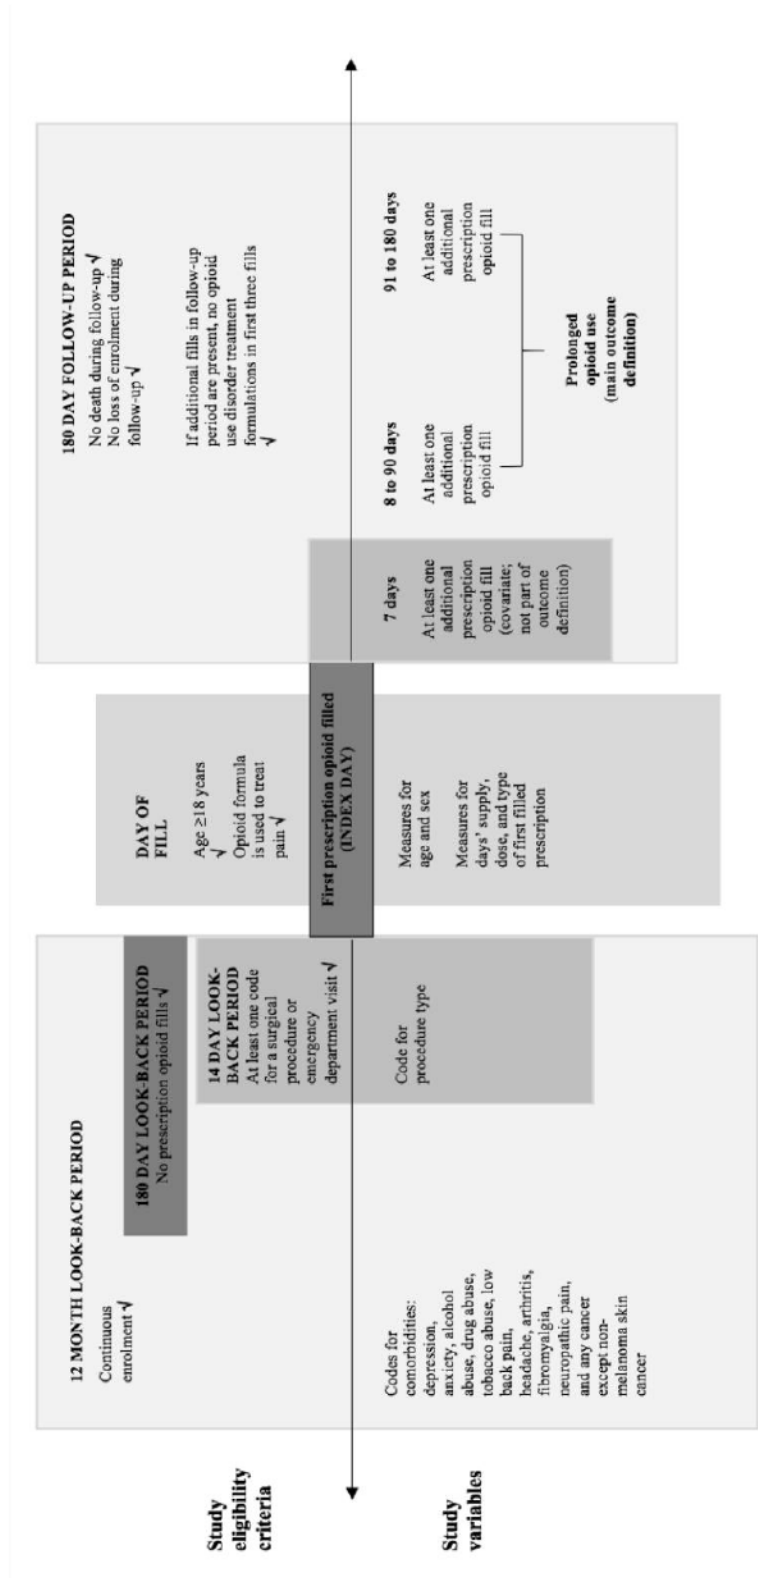 Study
eligibility
criteria
12 MONTH LOOK-BACK PERIOD
Continuous
enrolment √
180 DAY LOOK-BACK PERIOD
No prescription opioid fills √
14 DAY LOOK-
BACK PERIOD
At least one code
for a surgical
procedure or
emergency
department visit √
DAY OF
FILL
Age ≥18 years
√
Opioid formula
is used to treat
pain √
180 DAY FOLLOW-UP PERIOD
No death during follow-up √
No loss of enrolment during
follow-up √
If additional fills in follow-up
period are present, no opioid
use disorder treatment
formulations in first three fills
√
First prescription opioid filled
(INDEX DAY)
Study
variables
Codes for
comorbidities:
depression,
anxiety, alcohol
abuse, drug abuse,
tobacco abuse, low
back pain,
headache, arthritis,
fibromyalgia,
neuropathic pain,
and any cancer
except non-
melanoma skin
cancer
Code for
procedure type
Measures for
age and sex
Measures for
days' supply,
dose, and type
of first filled
prescription
7 days
At least one
additional
prescription
opioid fill
(covariate;
not part of
outcome
definition)
8 to 90 days
At least one
additional
prescription
opioid fill
91 to 180 days
At least one
additional
prescription
opioid fill
Prolonged
opioid use
(main outcome
definition)